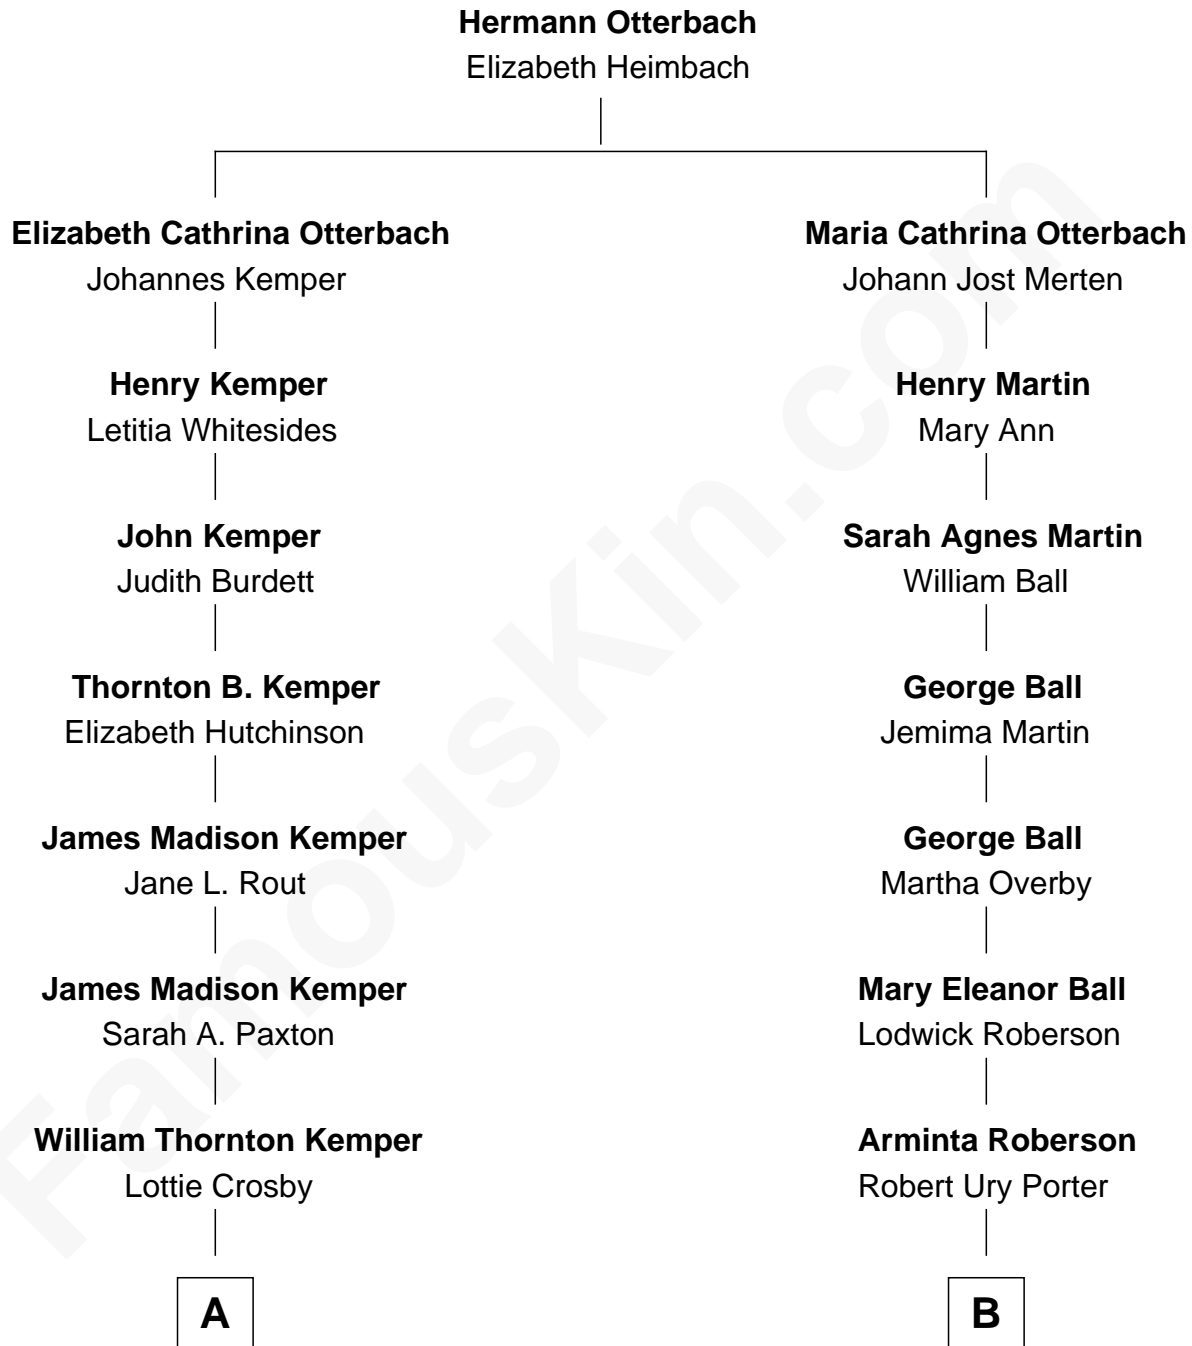 Hermann Otterbach
Elizabeth Heimbach
Elizabeth Cathrina Otterbach
Johannes Kemper
Maria Cathrina Otterbach
Johann Jost Merten
Henry Kemper
Letitia Whitesides
Henry Martin
Mary Ann
John Kemper
Judith Burdett
Sarah Agnes Martin
William Ball
Thornton B. Kemper
Elizabeth Hutchinson
George Ball
Jemima Martin
James Madison Kemper
Jane L. Rout
George Ball
Martha Overby
James Madison Kemper
Sarah A. Paxton
Mary Eleanor Ball
Lodwick Roberson
William Thornton Kemper
Lottie Crosby
Arminta Roberson
Robert Ury Porter
A
B
FamousKin.com